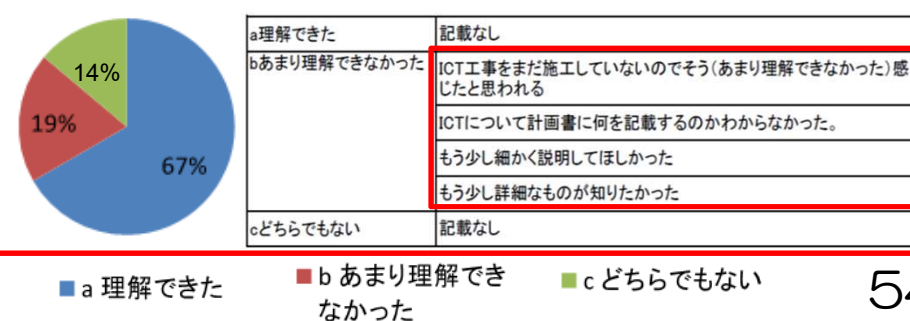 14%
19%
67%
a理解できた 記載なし
bあまり理解できなかった ICT工事をまだ施工していないのでそう(あまり理解できなかった)感
じたと思われる
ICTについて計画書に何を記載するのかわからなかった。
もう少し細かく説明してほしかった
もう少し詳細なものが知りたかった
cどちらでもない 記載なし
a 理解できた
b あまり理解でき
なかった
c どちらでもない
54